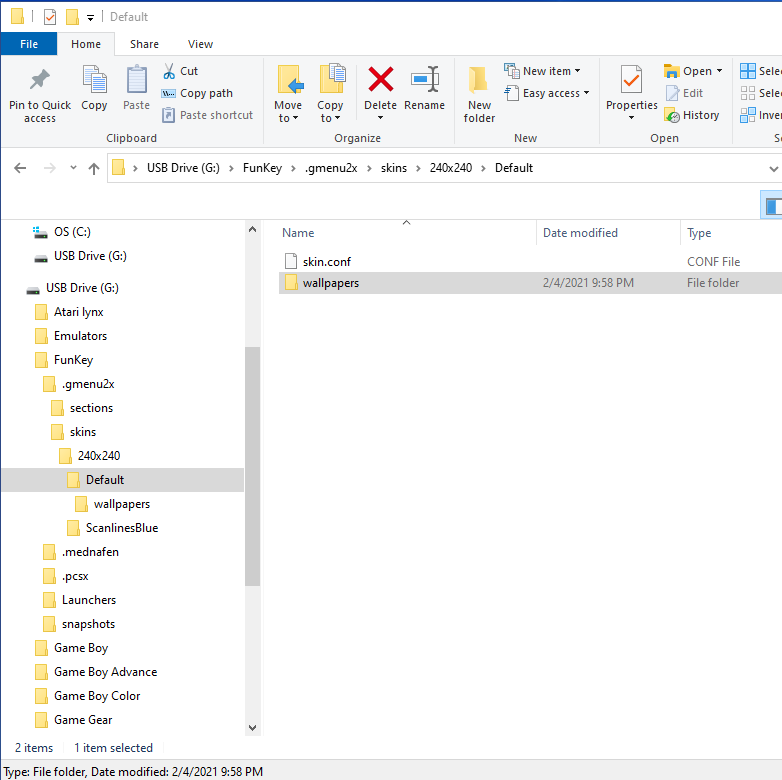 Default
File Home Share View
Cut
Copy path
Paste shortcut
Pin to Quick access
Copy
Paste
Move to
Copy to
Delete
Rename
New folder
New item
Easy access
Properties
Open
Edit
History
Sele
Sele
Inver
Clipboard
Organize
New
Open
Se
USB Drive (G:) FunKey .gmenu2x skins 240x240 Default
OS (C:)
USB Drive (G:)
USB Drive (G:)
Atari lynx
Emulators
FunKey
.gmenu2x
sections
skins
240x240
Default
wallpapers
ScanlinesBlue
.mednafen
.pcsx
Launchers
snapshots
Game Boy
Game Boy Advance
Game Boy Color
Game Gear
Name Date modified Type
skin.conf CONF File
wallpapers 2/4/2021 9:58 PM File folder
2 items 1 item selected
Type: File folder, Date modified: 2/4/2021 9:58 PM